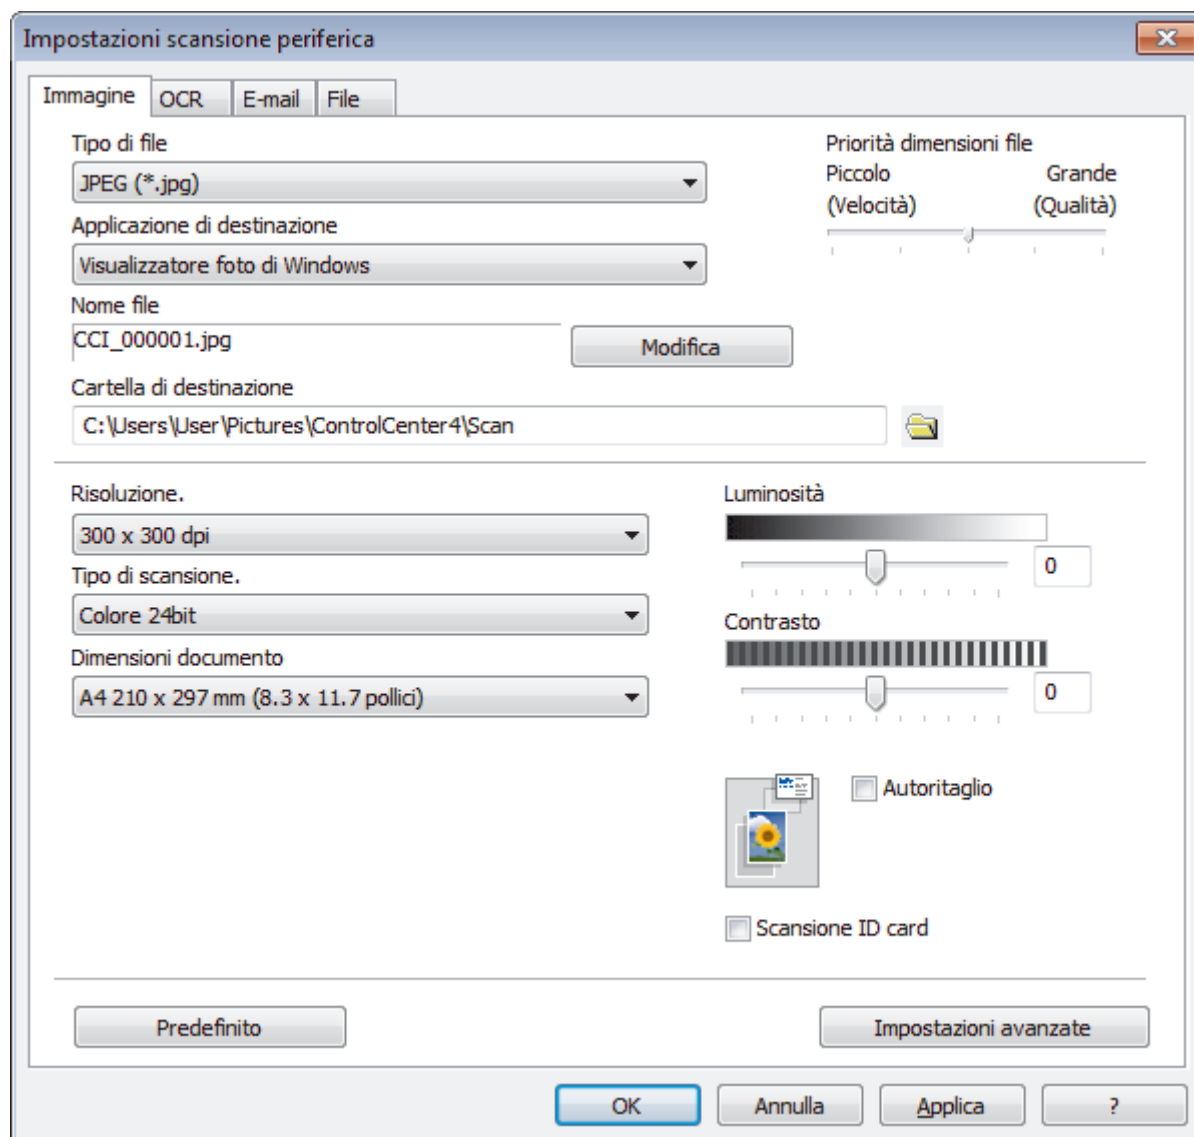 Impostazioni scansione periferica
Immagine OCR E-mail File
Tipo di file
JPEG (*.jpg)
Applicazione di destinazione
Visualizzatore foto di Windows
Nome file
CCI_000001.jpg
Modifica
Cartella di destinazione
C:\Users\User\Pictures\ControlCenter4\Scan
Priorità dimensioni file
Piccolo Grande
(Velocità) (Qualità)
Risoluzione.
300 x 300 dpi
Tipo di scansione.
Colore 24bit
Dimensioni documento
A4 210 x 297 mm (8.3 x 11.7 pollici)
Luminosità
0
Contrasto
0
Autoritaglio
Scansione ID card
Predefinito Impostazioni avanzate
OK Annulla Applica ?